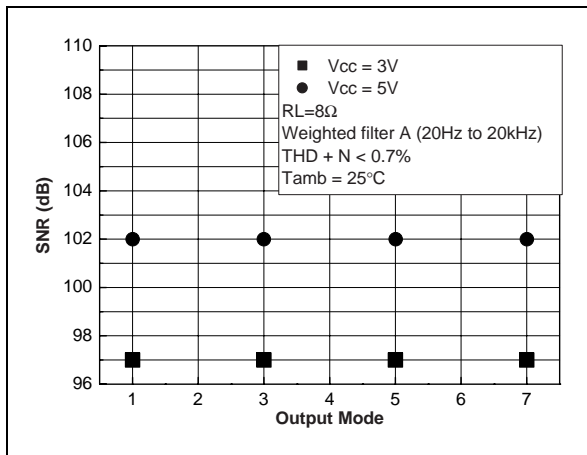 110
108
106
104
102
100
98
96
SNR (dB)
Vcc = 3V
Vcc = 5V
RL=8Ω
Weighted filter A (20Hz to 20kHz)
THD + N < 0.7%
Tamb = 25°C
1 2 3 4 5 6 7
Output Mode